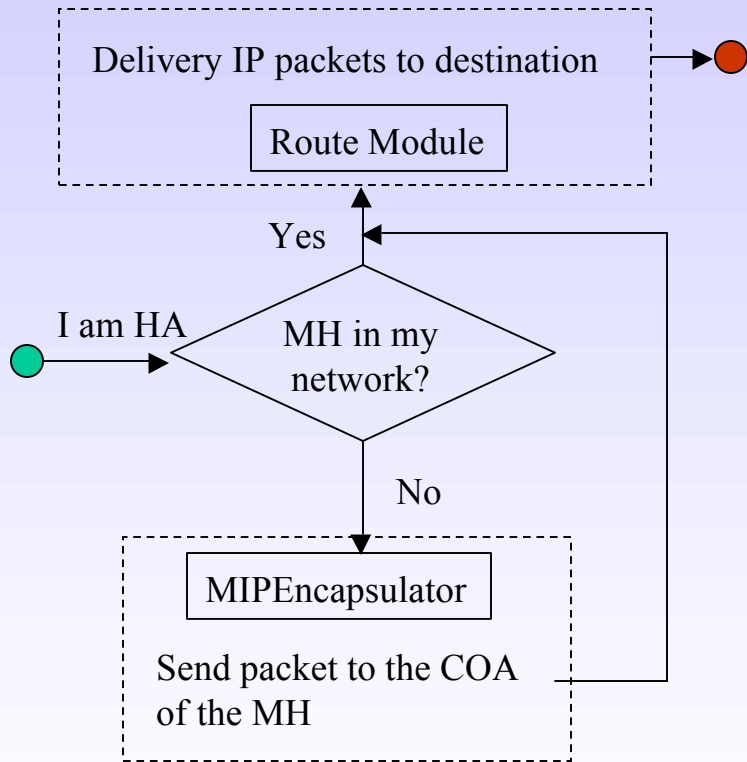 Delivery IP packets to destination
Route Module
Yes
I am HA
MH in my
network?
No
MIPEncapsulator
Send packet to the COA
of the MH